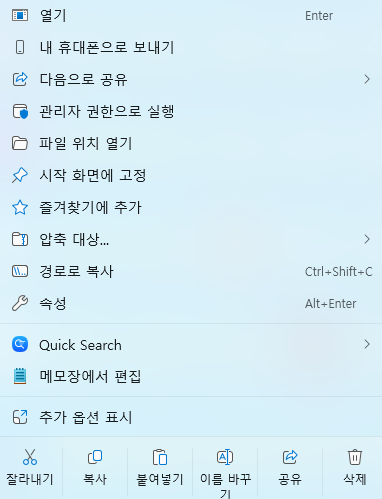 열기 Enter
내 휴대폰으로 보내기
다음으로 공유
관리자 권한으로 실행
파일 위치 열기
시작 화면에 고정
즐겨찾기에 추가
압축 대상...
경로로 복사 Ctrl+Shift+C
속성 Alt+Enter
Quick Search
메모장에서 편집
추가 옵션 표시
잘라내기 복사 붙여넣기 이름 바꾸 공유 삭제
기